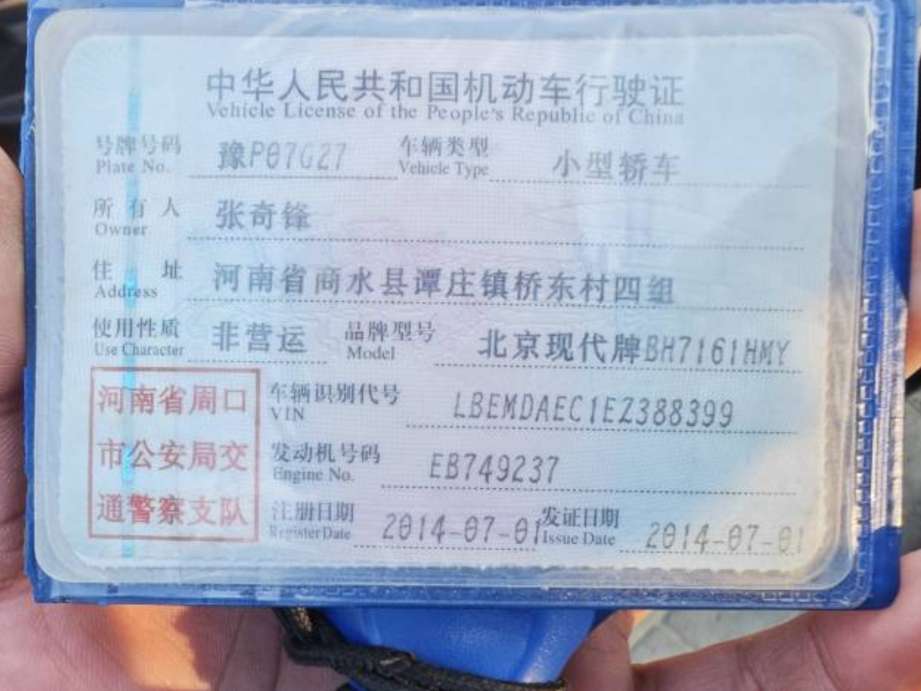 中华人民共和国机动车行驶证
Vehicle License of the People's Republic of China
号牌号码 豫P07G27 车辆类型 小型轿车
Plate No. Vehicle Type
所有人 张奇锋
Owner
住址 河南省商水县谭庄镇桥东村四组
Address
使用性质 非营运 品牌型号 北京现代牌BH7161HMY
Use Character Model
河南省周口
市公安局交
通警察支队
车辆识别代号 LBEMDAEC1EZ388399
VIN
发动机号码 EB749237
Engine No.
注册日期 2014-07-01 发证日期 2014-07-01
Register Date Issue Date